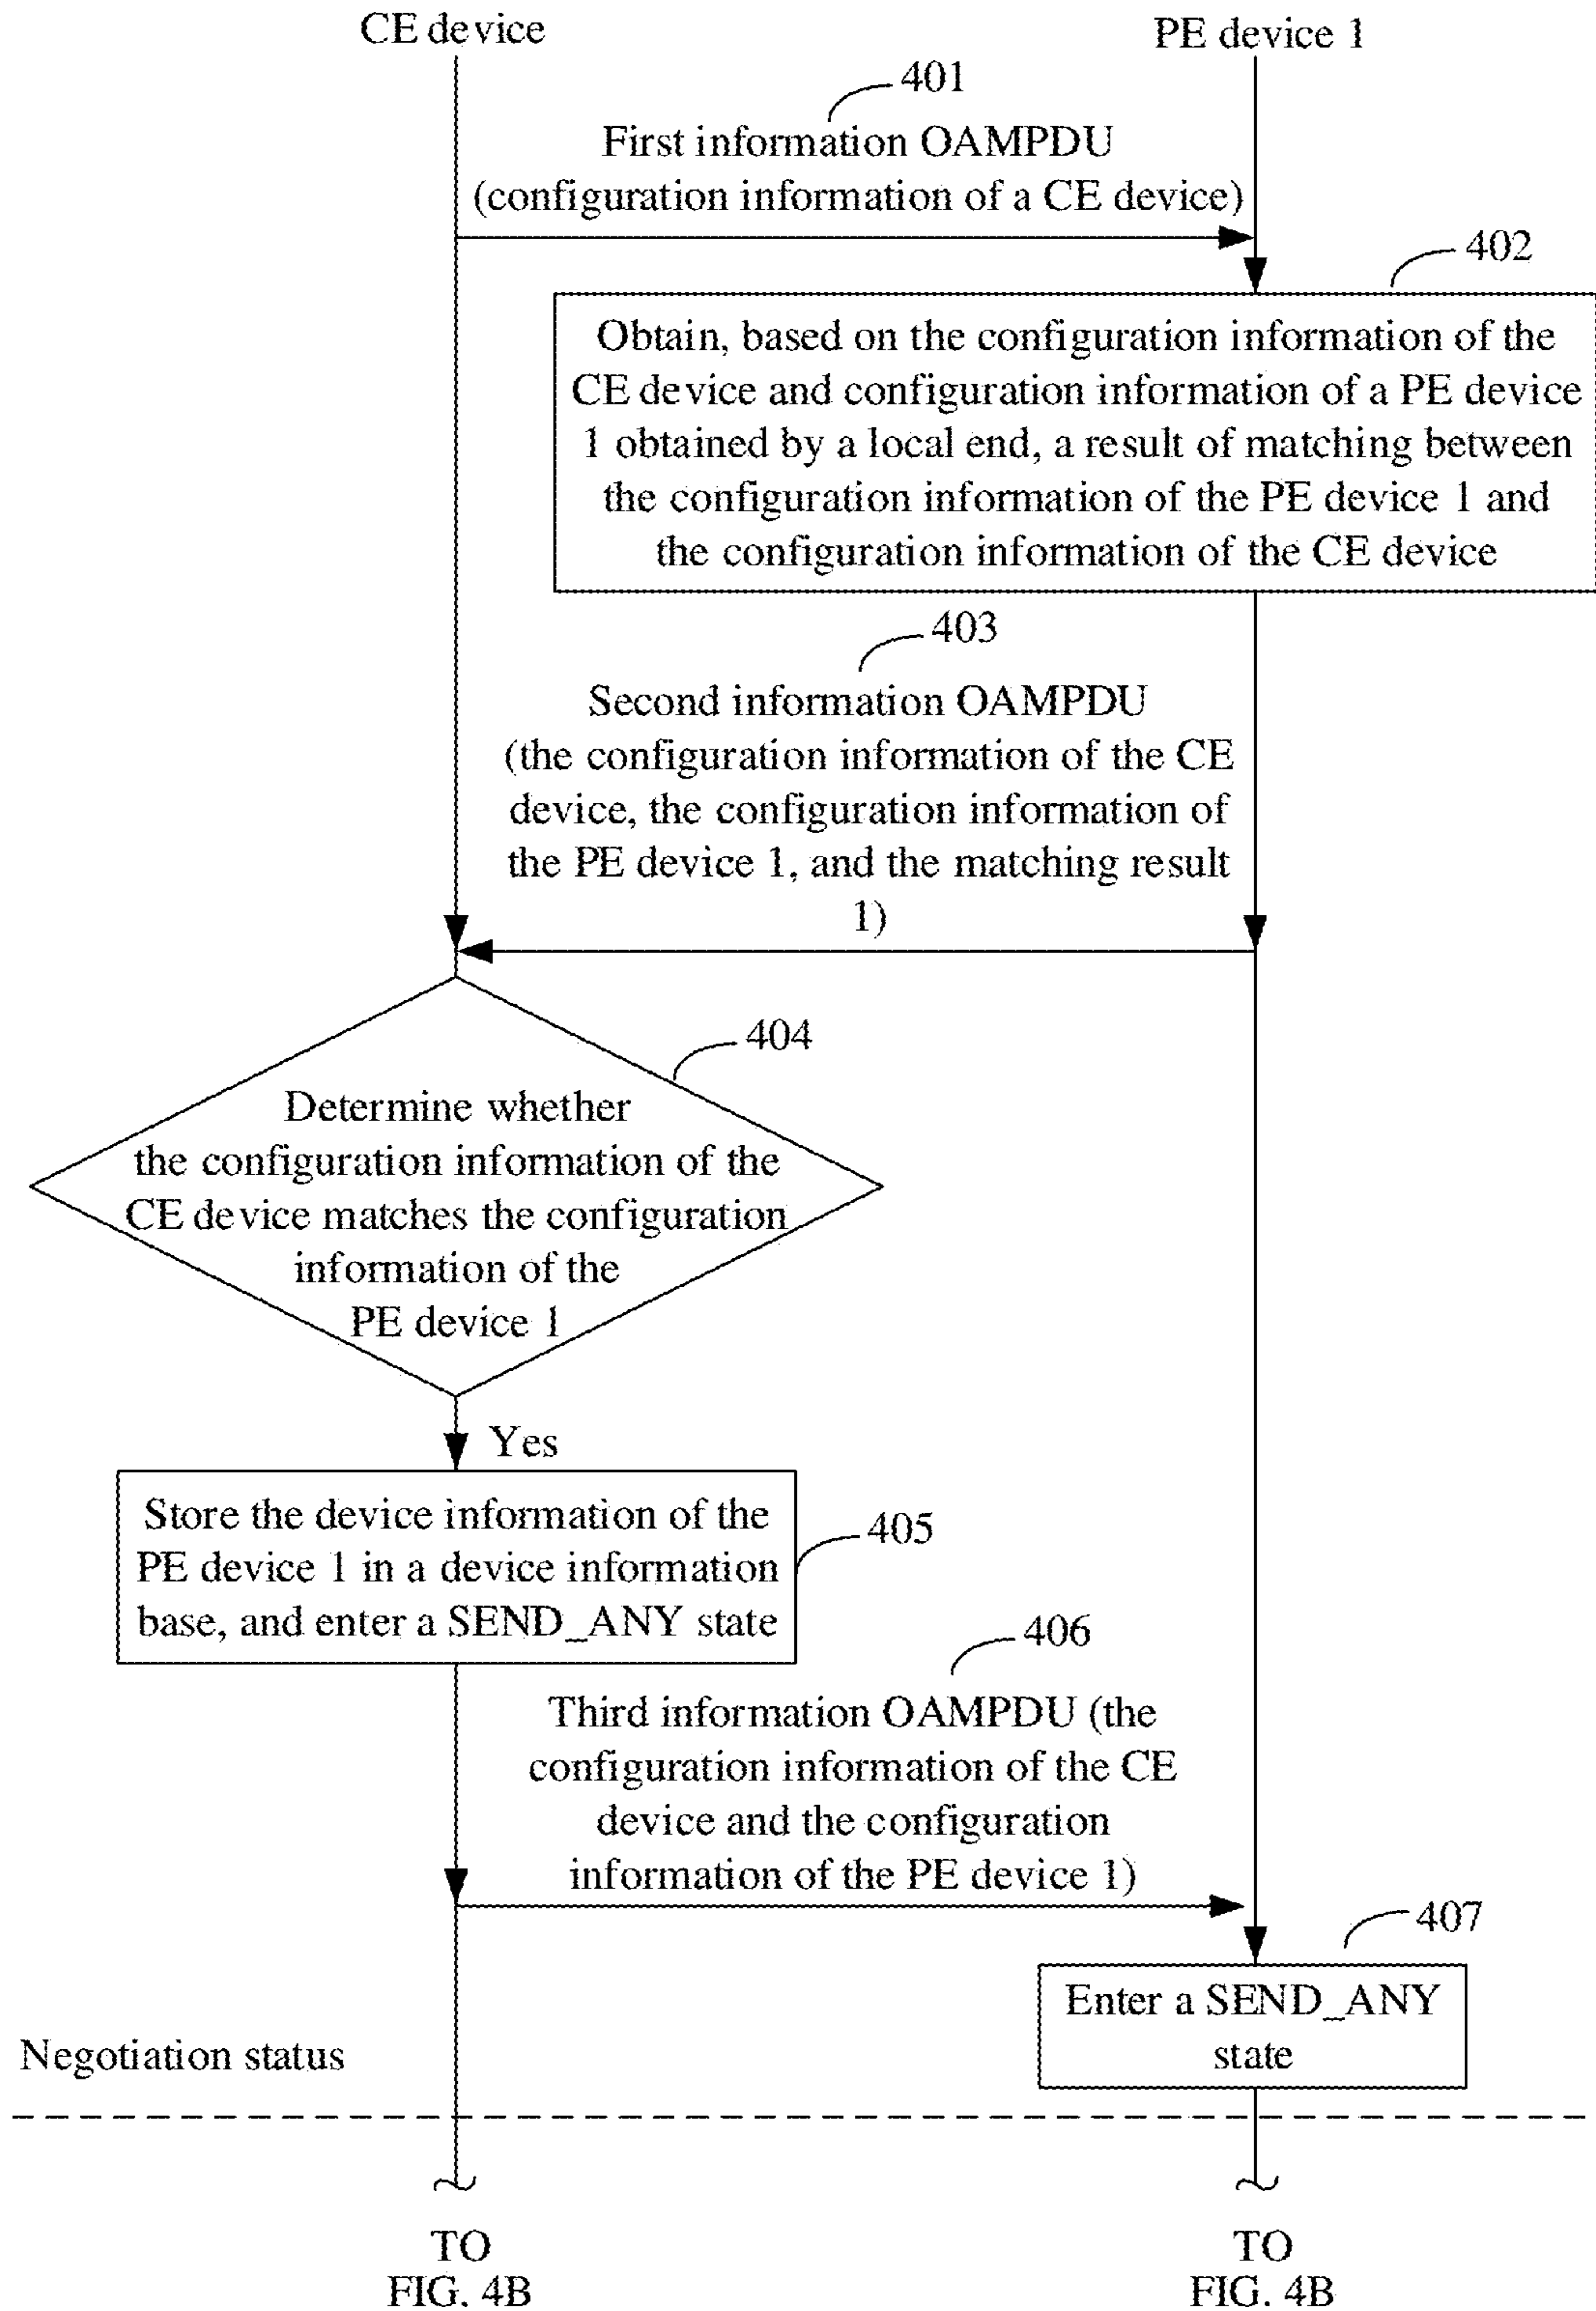 CE device
PE device 1
401
First information OAMPDU
(configuration information of a CE device)
402
Obtain, based on the configuration information of the
CE device and configuration information of a PE device
1 obtained by a local end, a result of matching between
the configuration information of the PE device 1 and
the configuration information of the CE device
403
Second information OAMPDU
(the configuration information of the CE
device, the configuration information of
the PE device 1, and the matching result
1)
404
Determine whether
the configuration information of the
CE device matches the configuration
information of the
PE device 1
Yes
Store the device information of the
PE device 1 in a device information
base, and enter a SEND_ANY state
405
406
Third information OAMPDU (the
configuration information of the CE
device and the configuration
information of the PE device 1)
407
Enter a SEND_ANY
state
Negotiation status
TO
FIG. 4B
TO
FIG. 4B